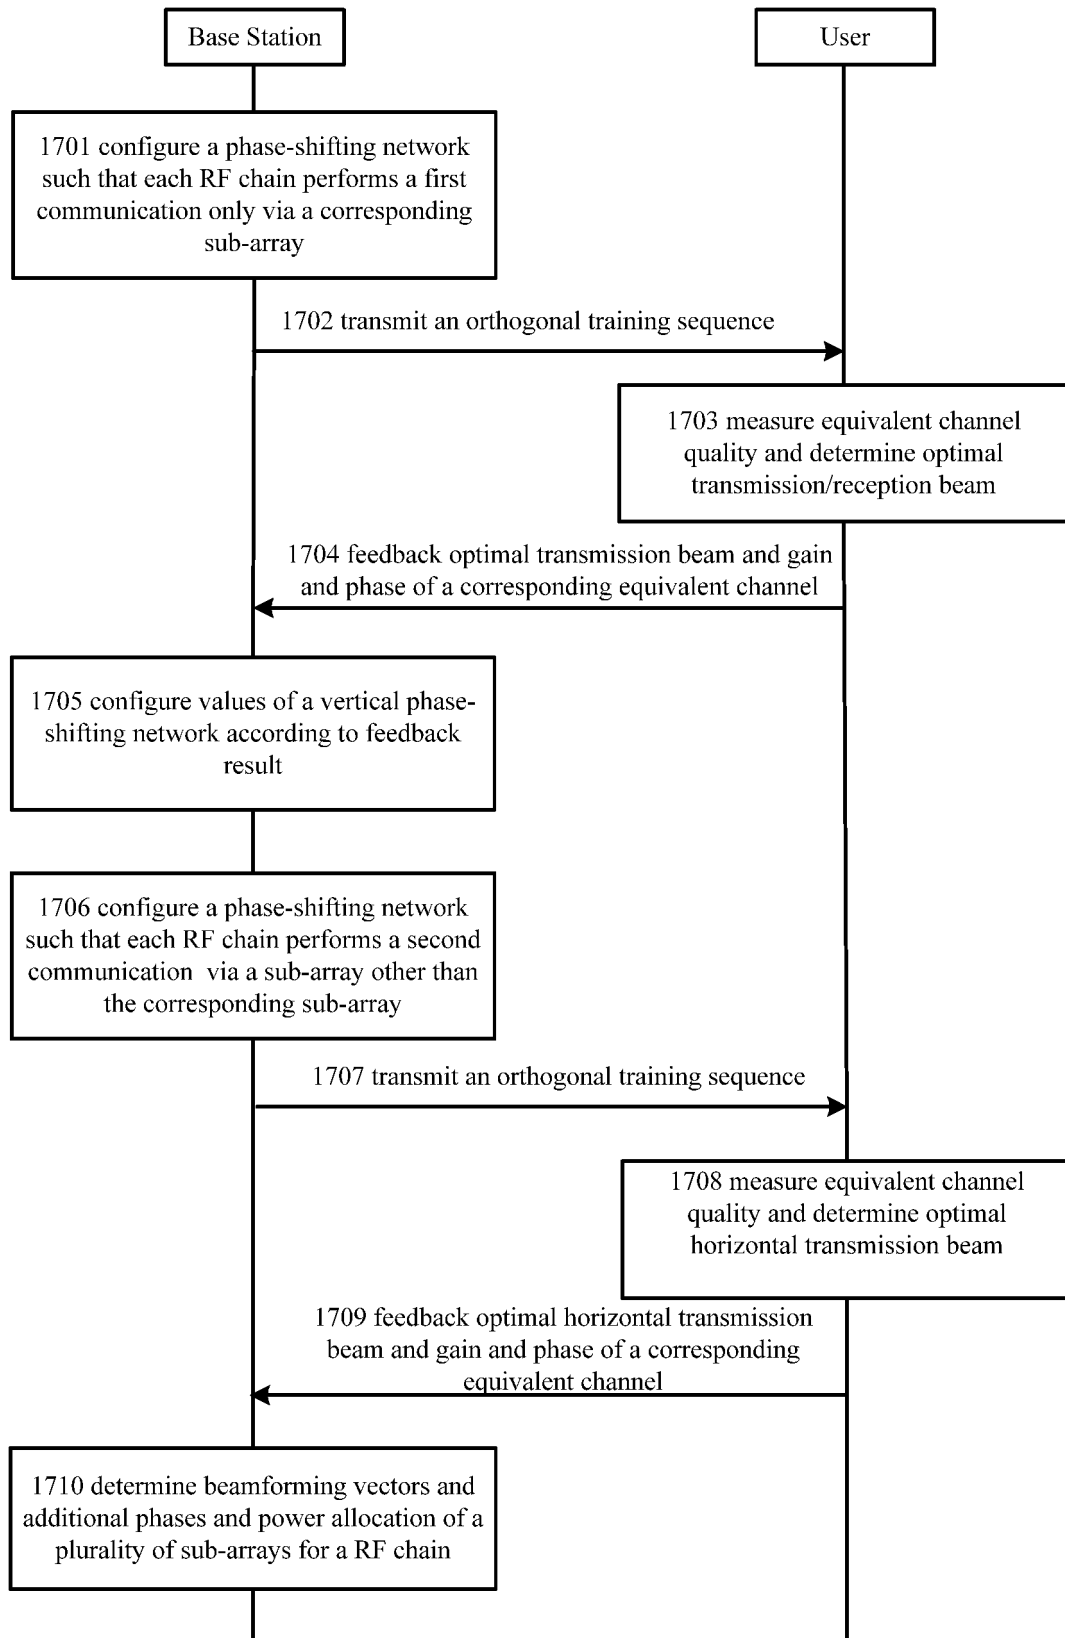 Base Station
User
1701 configure a phase-shifting network
such that each RF chain performs a first
communication only via a corresponding
sub-array
1702 transmit an orthogonal training sequence
1703 measure equivalent channel
quality and determine optimal
transmission/reception beam
1704 feedback optimal transmission beam and gain
and phase of a corresponding equivalent channel
1705 configure values of a vertical phase-
shifting network according to feedback
result
1706 configure a phase-shifting network
such that each RF chain performs a second
communication via a sub-array other than
the corresponding sub-array
1707 transmit an orthogonal training sequence
1708 measure equivalent channel
quality and determine optimal
horizontal transmission beam
1709 feedback optimal horizontal transmission
beam and gain and phase of a corresponding
equivalent channel
1710 determine beamforming vectors and
additional phases and power allocation of a
plurality of sub-arrays for a RF chain